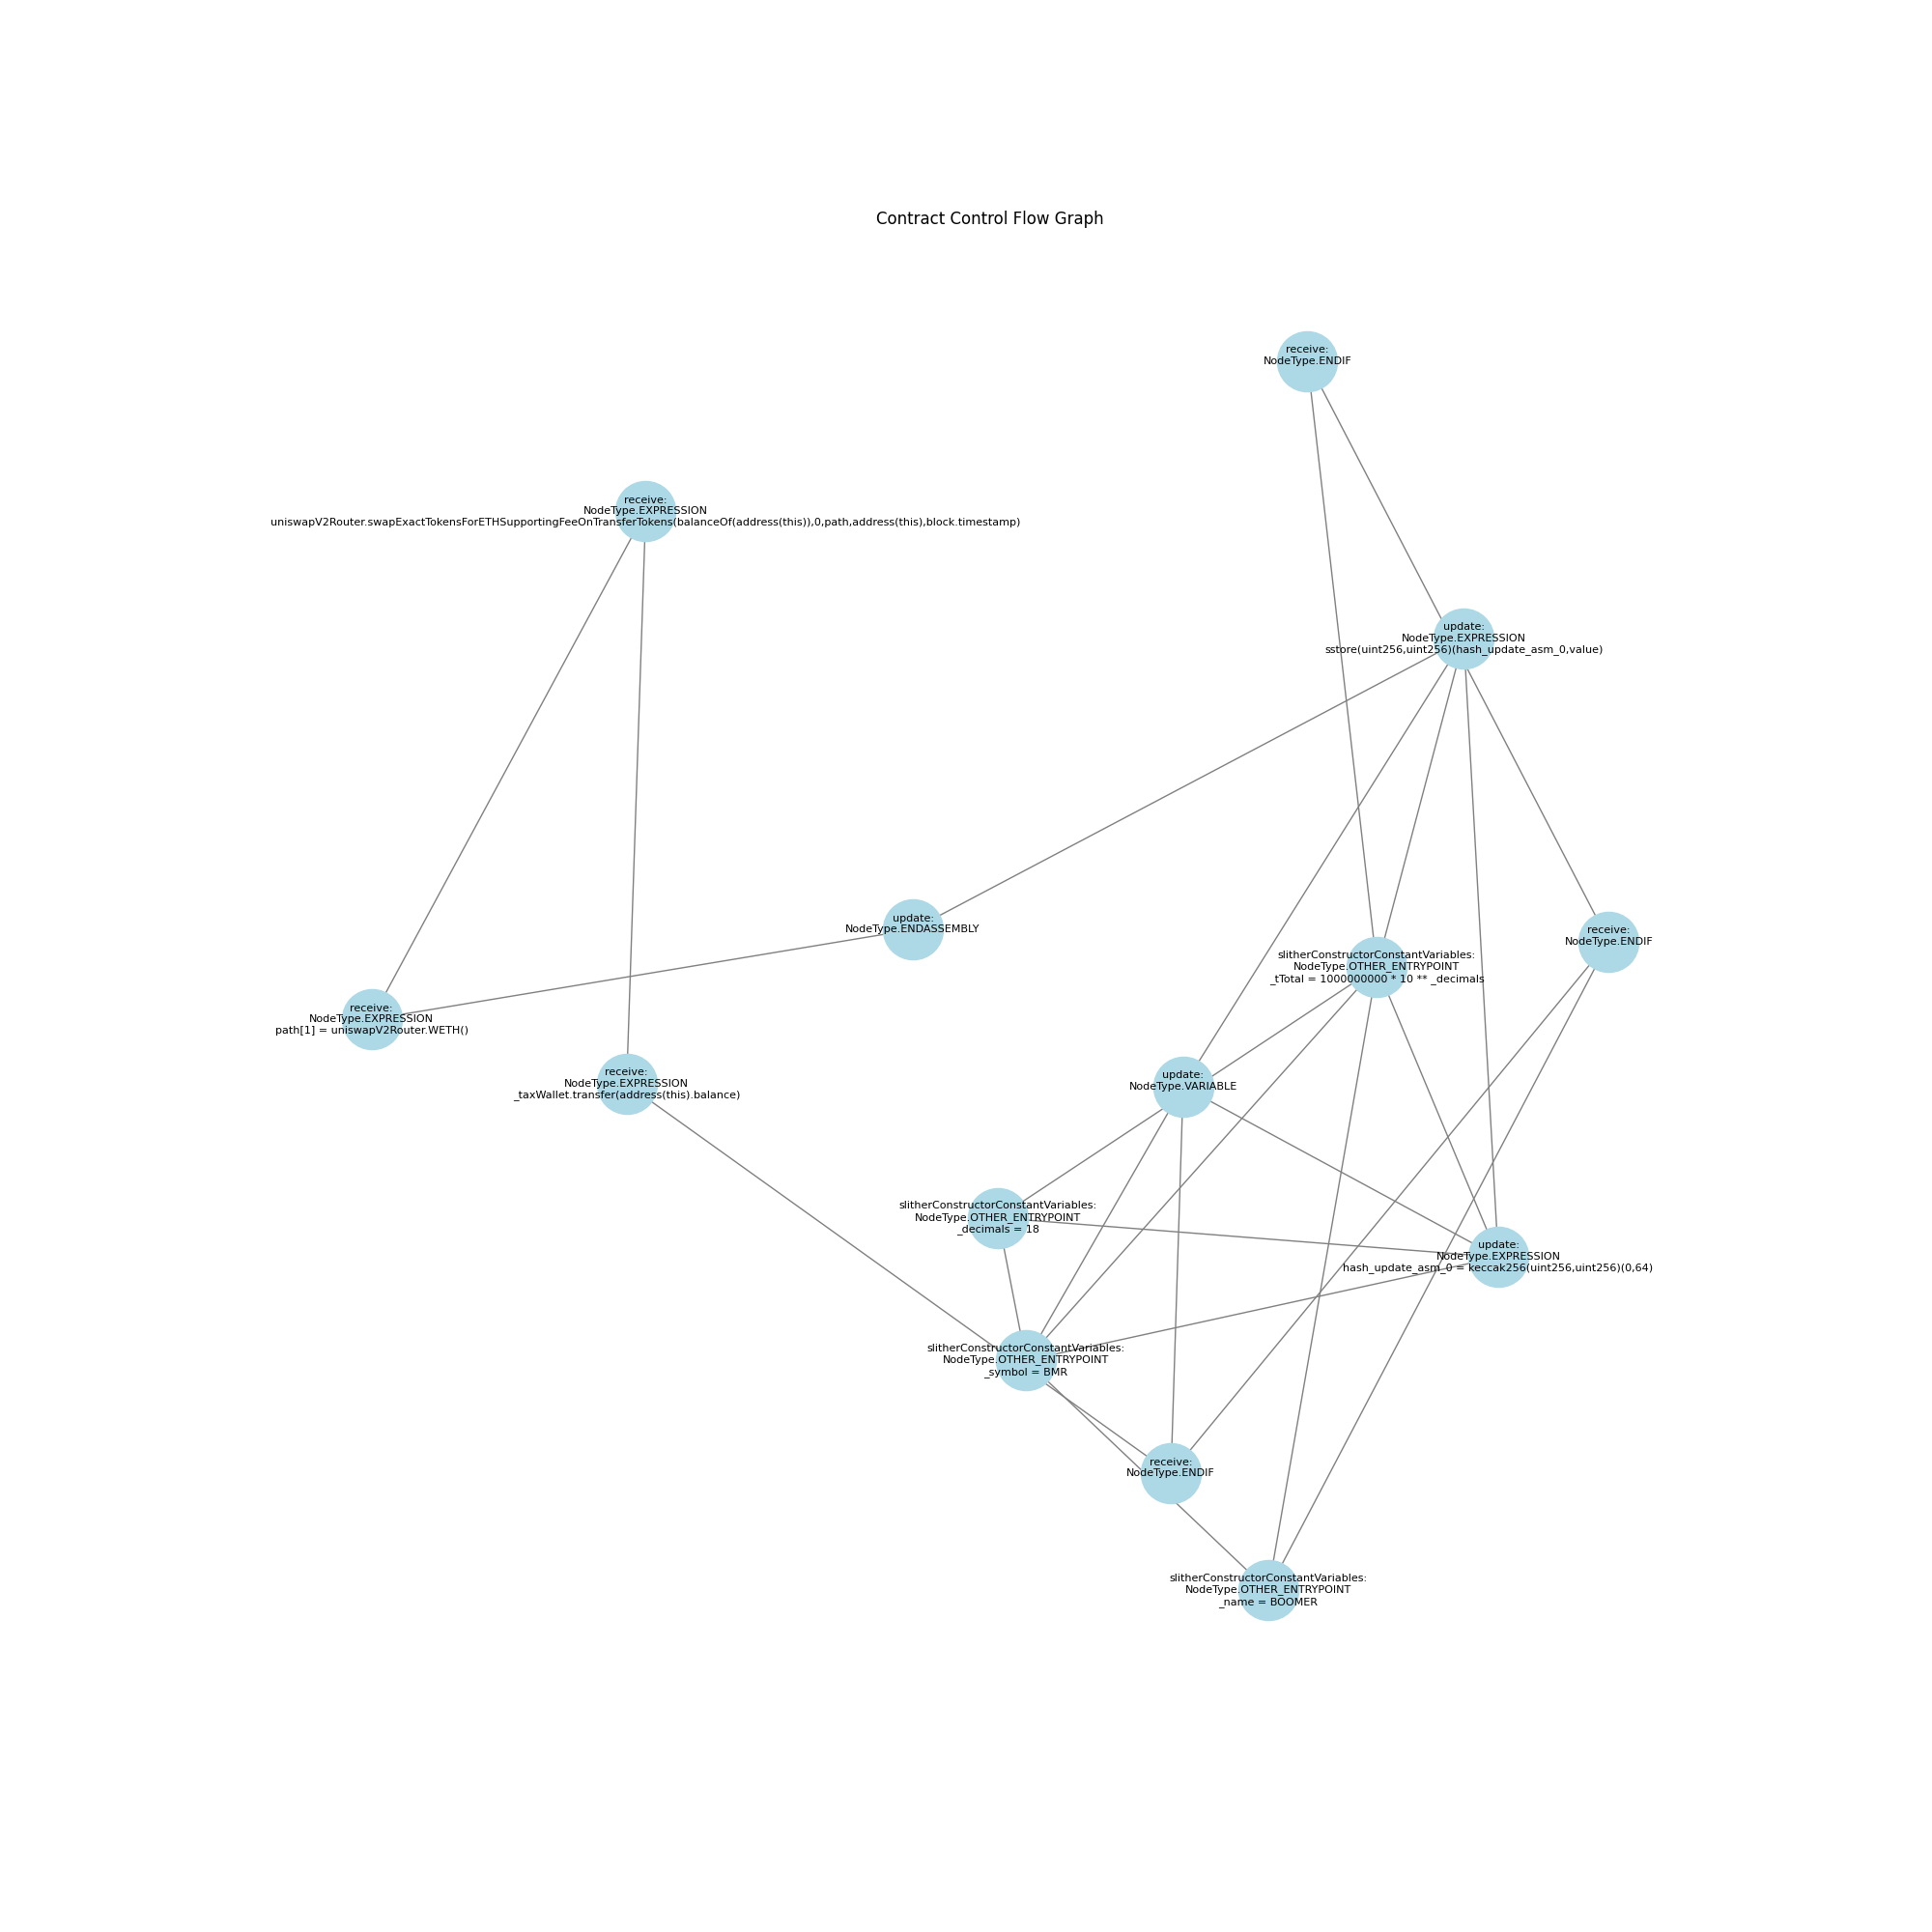 Contract Control Flow Graph
receive:
NodeType.ENDIF
receive:
NodeType.EXPRESSION
uniswapV2Router.swapExactTokensForETHSupportingFeeOnTransferTokens(balanceOf(address(this)),0,path,address(this),block.timestamp)
update:
NodeType.EXPRESSION
sstore(uint256,uint256)(hash_update_asm_0,value)
update:
NodeType.ENDASSEMBLY
receive:
NodeType.ENDIF
slitherConstructorConstantVariables:
NodeType.OTHER_ENTRYPOINT
_tTotal = 1000000000 * 10 ** _decimals
receive:
NodeType.EXPRESSION
path[1] = uniswapV2Router.WETH()
receive:
NodeType.EXPRESSION
_taxWallet.transfer(address(this).balance)
update:
NodeType.VARIABLE
slitherConstructorConstantVariables:
NodeType.OTHER_ENTRYPOINT
_decimals = 18
update:
NodeType.EXPRESSION
hash_update_asm_0 = keccak256(uint256,uint256)(0,64)
slitherConstructorConstantVariables:
NodeType.OTHER_ENTRYPOINT
_symbol = BMR
receive:
NodeType.ENDIF
slitherConstructorConstantVariables:
NodeType.OTHER_ENTRYPOINT
_name = BOOMER